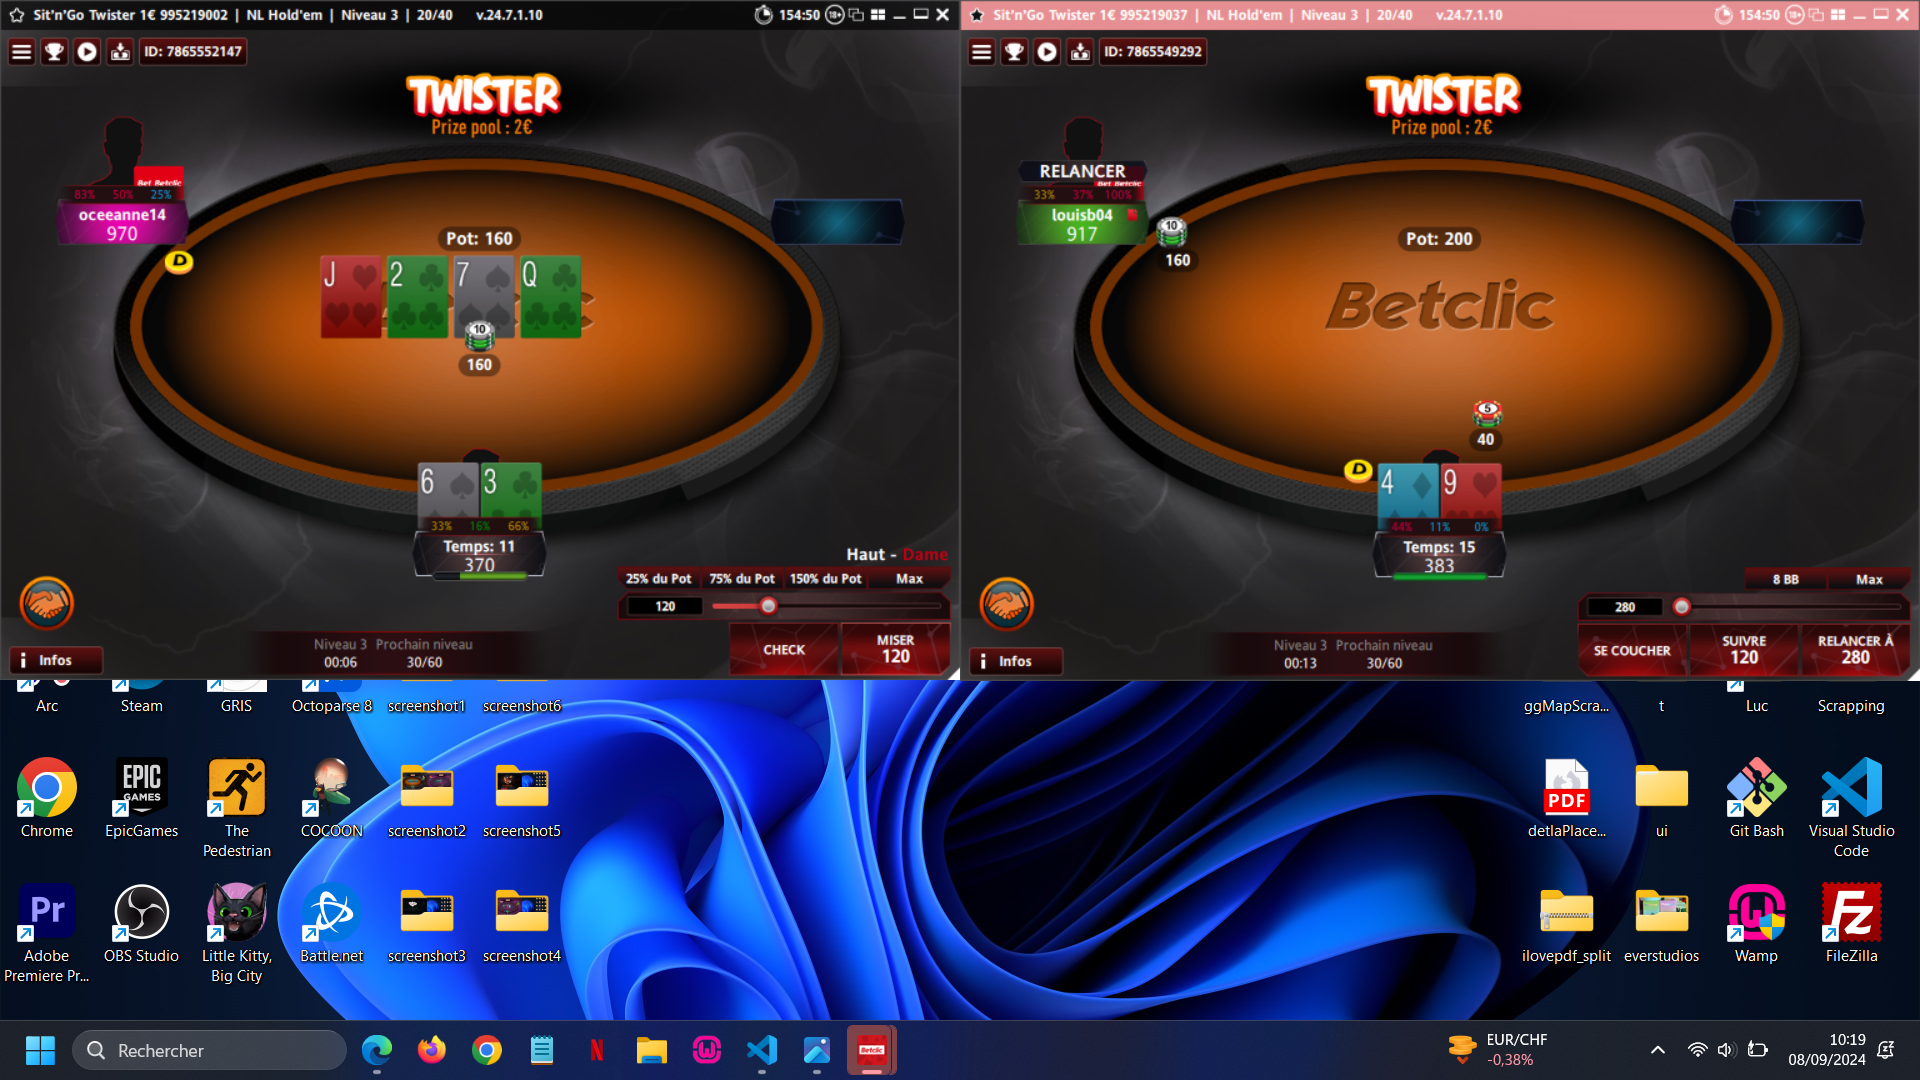 Sit'n'Go Twister 1€ 995219002 | NL Hold'em | Niveau 3 | 20/40 v.24.7.1.10
154:50
18+
ID: 7865552147
TWISTER
Prize pool : 2€
Bet Betclic
83% 50% 25%
oceeanne14
970
D
Pot: 160
J
2
7
Q
10
160
6
3
33% 16% 66%
Temps: 11
370
Haut - Dame
25% du Pot
75% du Pot
150% du Pot
Max
120
CHECK
MISER
120
Infos
Niveau 3 Prochain niveau
00:06 30/60
Sit'n'Go Twister 1€ 995219037 | NL Hold'em | Niveau 3 | 20/40 v.24.7.1.10
154:50
18+
ID: 7865549292
TWISTER
Prize pool : 2€
RELANCER
Bet Betclic
33% 37% 100%
louisb04
917
10
160
Pot: 200
Betclic
5
40
D
4
9
44% 11% 0%
Temps: 15
383
8 BB
Max
280
SE COUCHER
SUIVRE
120
RELANCER À
280
Infos
Niveau 3 Prochain niveau
00:13 30/60
Arc
Steam
GRIS
Octoparse 8
screenshot1
screenshot6
ggMapScra...
t
Luc
Scrapping
EPIC
GAMES
PDF
Chrome
EpicGames
The
Pedestrian
COCOON
screenshot2
screenshot5
detlaPlace...
ui
Git Bash
Visual Studio
Code
Pr
Fz
Adobe
Premiere Pr...
OBS Studio
Little Kitty,
Big City
Battle.net
screenshot3
screenshot4
ilovepdf_split
everstudios
Wamp
FileZilla
Rechercher
N
Betclic
EUR/CHF
-0,38%
10:19
08/09/2024